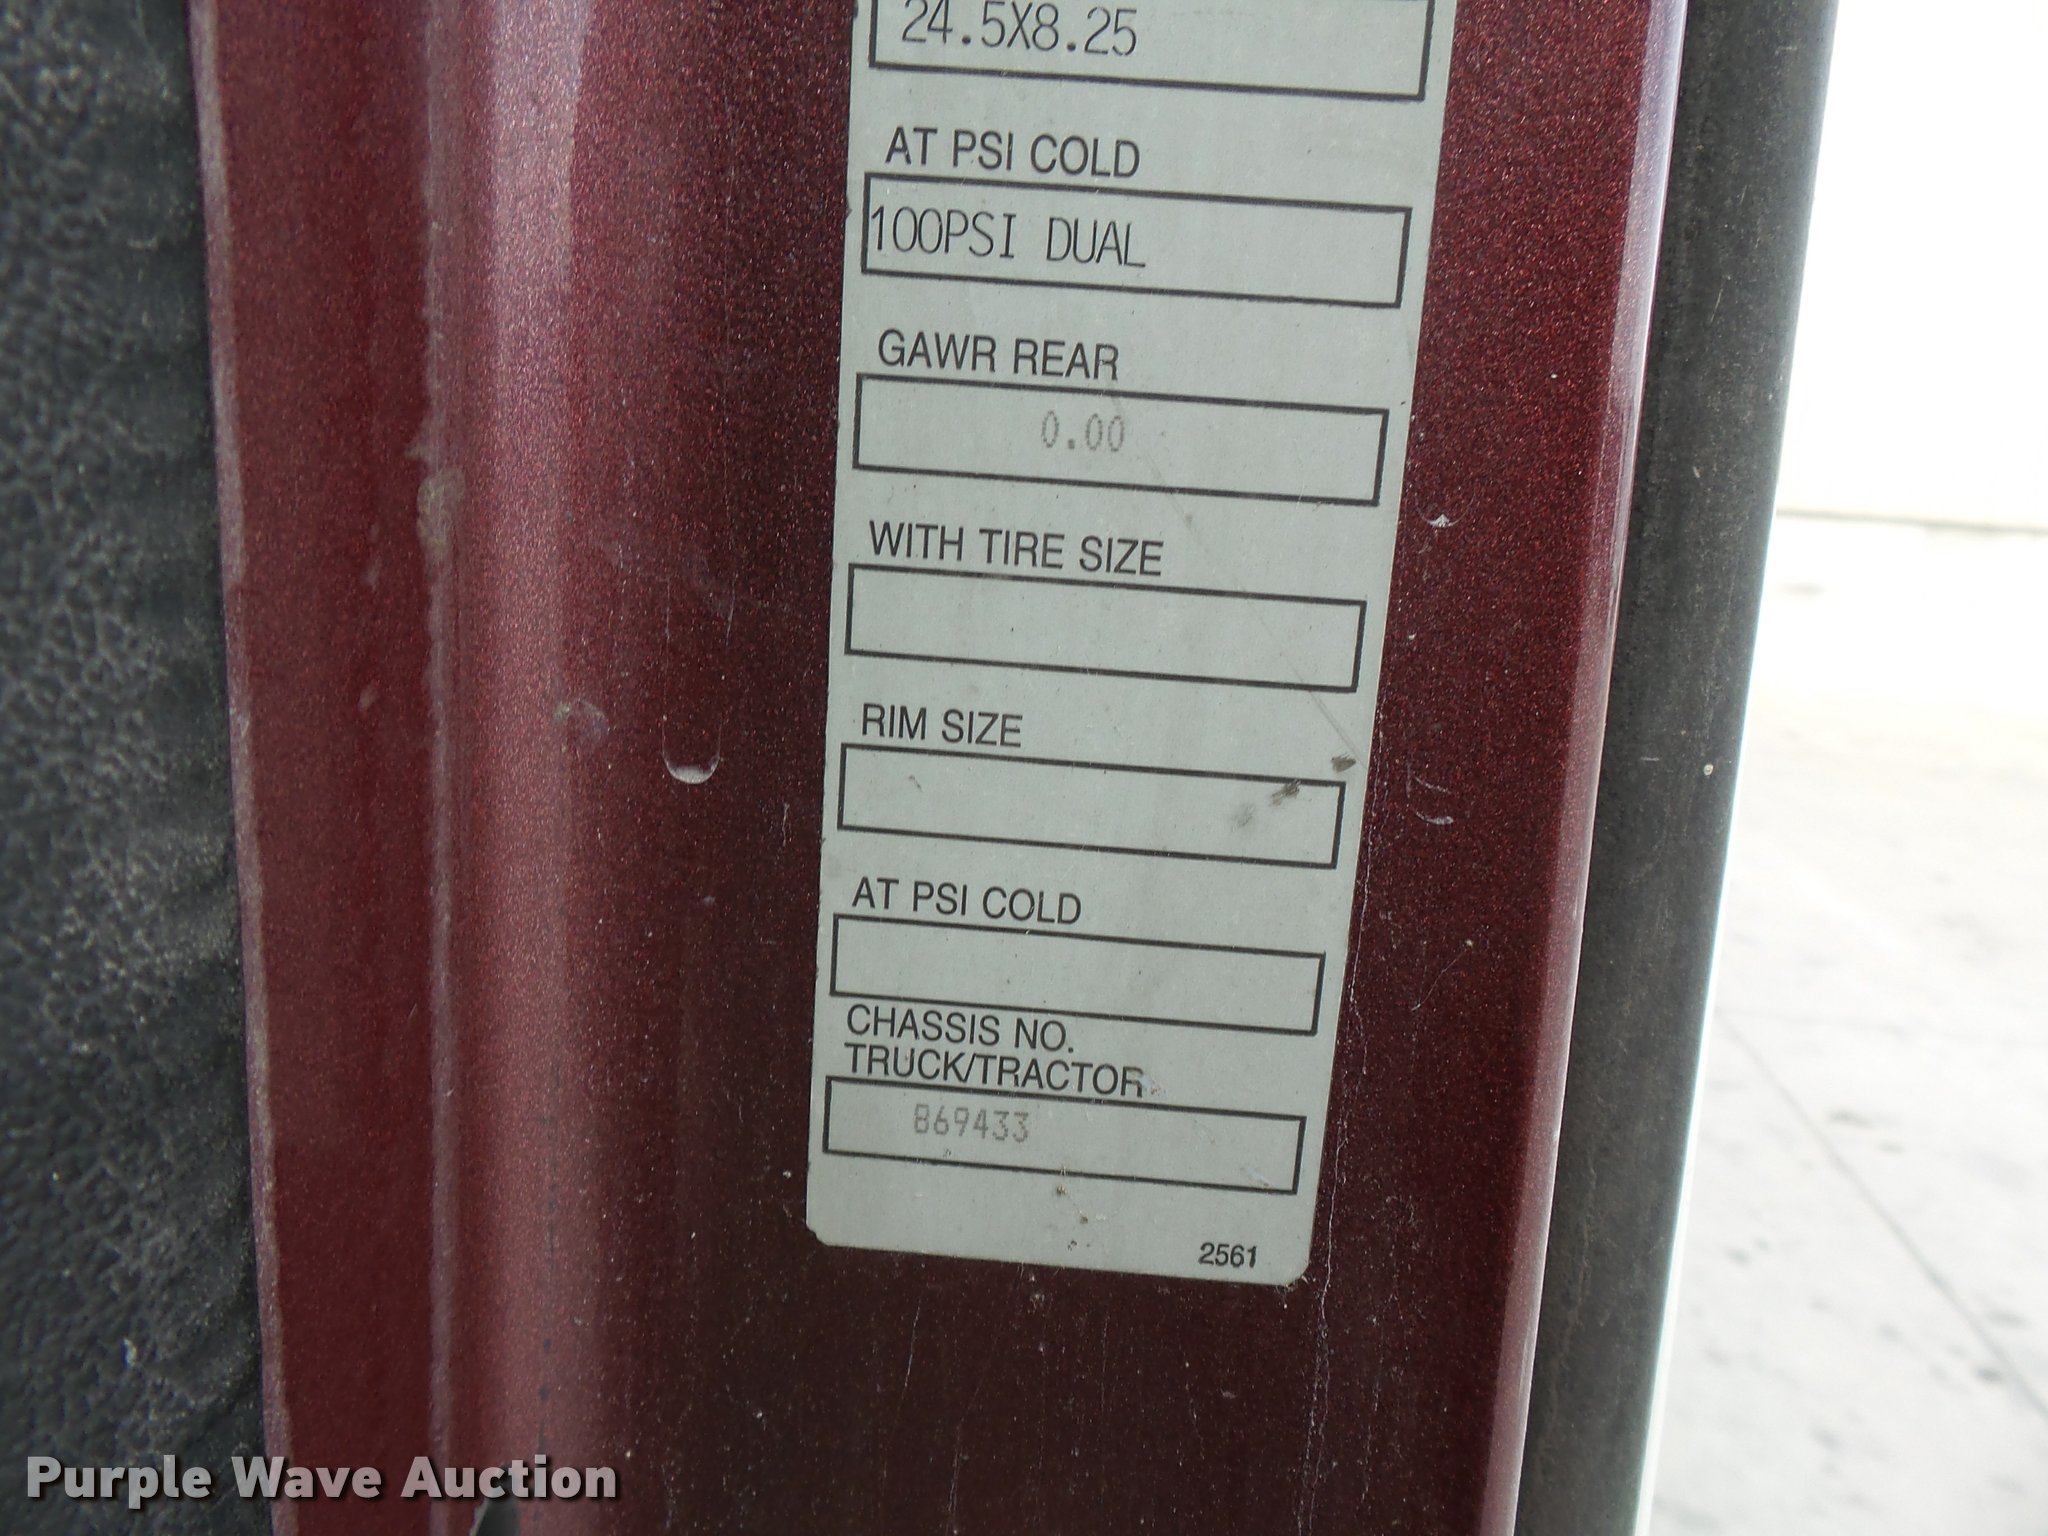 24.5X8.25
AT PSI COLD
100PSI DUAL
GAWR REAR
0.00
WITH TIRE SIZE
RIM SIZE
AT PSI COLD
CHASSIS NO.
TRUCK/TRACTOR
869433
2561
Purple Wave Auction